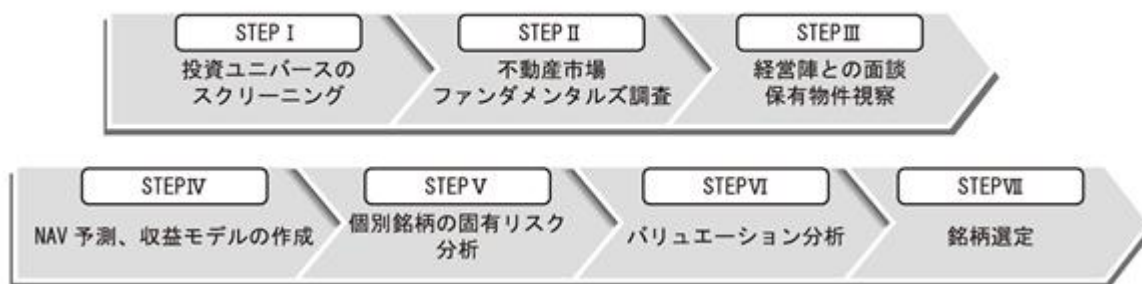 STEP Ⅰ
投資ユニバースの
スクリーニング
STEP Ⅱ
不動産市場
ファンダメンタルズ調査
STEP Ⅲ
経営陣との面談
保有物件視察
STEP Ⅳ
NAV 予測、収益モデルの作成
STEP Ⅴ
個別銘柄の固有リスク
分析
STEP Ⅵ
バリュエーション分析
STEP Ⅶ
銘柄選定